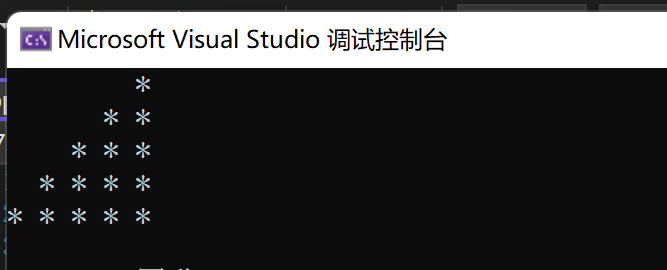 Microsoft Visual Studio 调试控制台
        *
      * *
    * * *
  * * * *
* * * * *